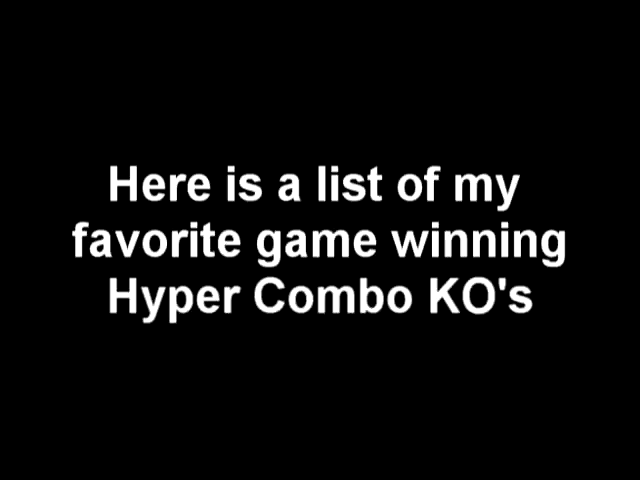 Here is a list of my
favorite game winning
Hyper Combo KO's